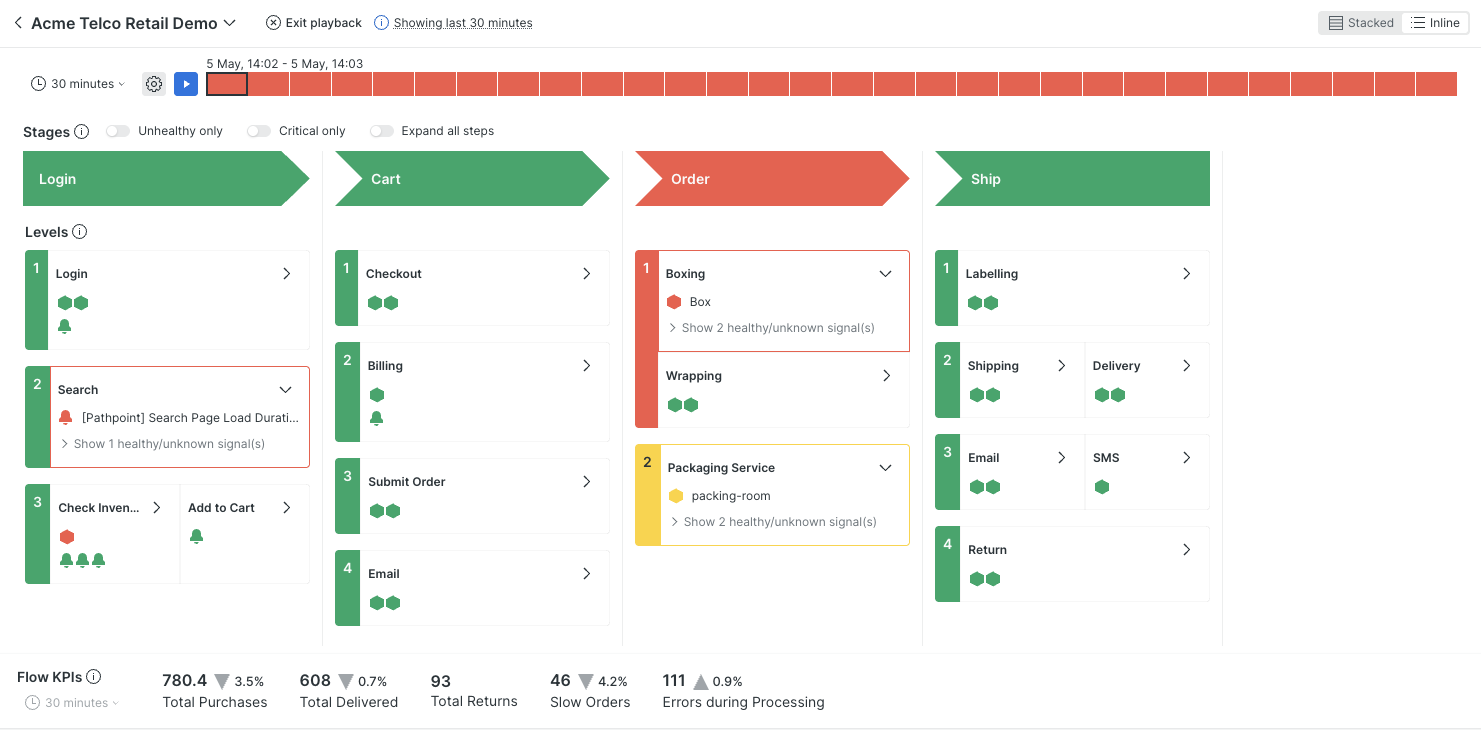 Acme Telco Retail Demo
Exit playback
Showing last 30 minutes
Stacked
Inline
5 May, 14:02 - 5 May, 14:03
30 minutes
Stages
Unhealthy only
Critical only
Expand all steps
Login
Cart
Order
Ship
Levels
1
Login
2
Search
[Pathpoint] Search Page Load Durati...
Show 1 healthy/unknown signal(s)
3
Check Inven...
Add to Cart
1
Checkout
2
Billing
3
Submit Order
4
Email
1
Boxing
Box
Show 2 healthy/unknown signal(s)
Wrapping
2
Packaging Service
packing-room
Show 2 healthy/unknown signal(s)
1
Labelling
2
Shipping
Delivery
3
Email
SMS
4
Return
Flow KPIs
30 minutes
780.4 3.5%
Total Purchases
608 0.7%
Total Delivered
93
Total Returns
46 4.2%
Slow Orders
111 0.9%
Errors during Processing